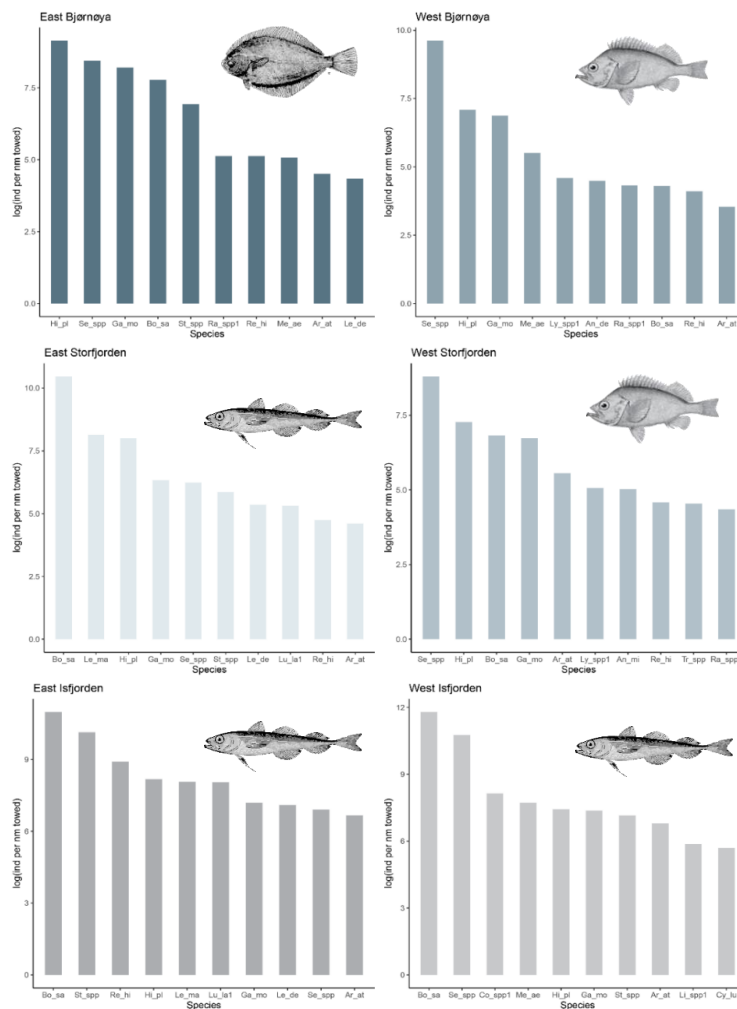 East Bjørnøya
log(ind per nm towed)
7.5
5.0
2.5
0.0
Hi_pl Se_spp Ga_mo Bo_sa St_spp Ra_spp1 Re_hi Me_ae Ar_at Le_de
Species
West Bjørnøya
log(ind per nm towed)
10.0
7.5
5.0
2.5
0.0
Se_spp Hi_pl Ga_mo Me_ae Ly_spp1 An_de Ra_spp1 Bo_sa Re_hi Ar_at
Species
East Storfjorden
log(ind per nm towed)
10.0
7.5
5.0
2.5
0.0
Bo_sa Le_ma Hi_pl Ga_mo Se_spp St_spp Le_de Lu_la1 Re_hi Ar_at
Species
West Storfjorden
log(ind per nm towed)
7.5
5.0
2.5
0.0
Se_spp Hi_pl Bo_sa Ga_mo Ar_at Ly_spp1 An_mi Re_hi Tr_spp Ra_spp
Species
East Isfjorden
log(ind per nm towed)
9
6
3
0
Bo_sa St_spp Re_hi Hi_pl Le_ma Lu_la1 Ga_mo Le_de Se_spp Ar_at
Species
West Isfjorden
log(ind per nm towed)
12
9
6
3
0
Bo_sa Se_spp Co_spp1 Me_ae Hi_pl Ga_mo St_spp Ar_at Li_spp1 Cy_lu
Species